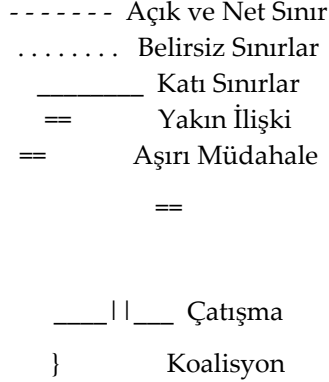 - - - - - - - Açık ve Net Sınır
. . . . . . . . Belirsiz Sınırlar
________ Katı Sınırlar
== Yakın İlişki
== Aşırı Müdahale
==
____||___ Çatışma
} Koalisyon